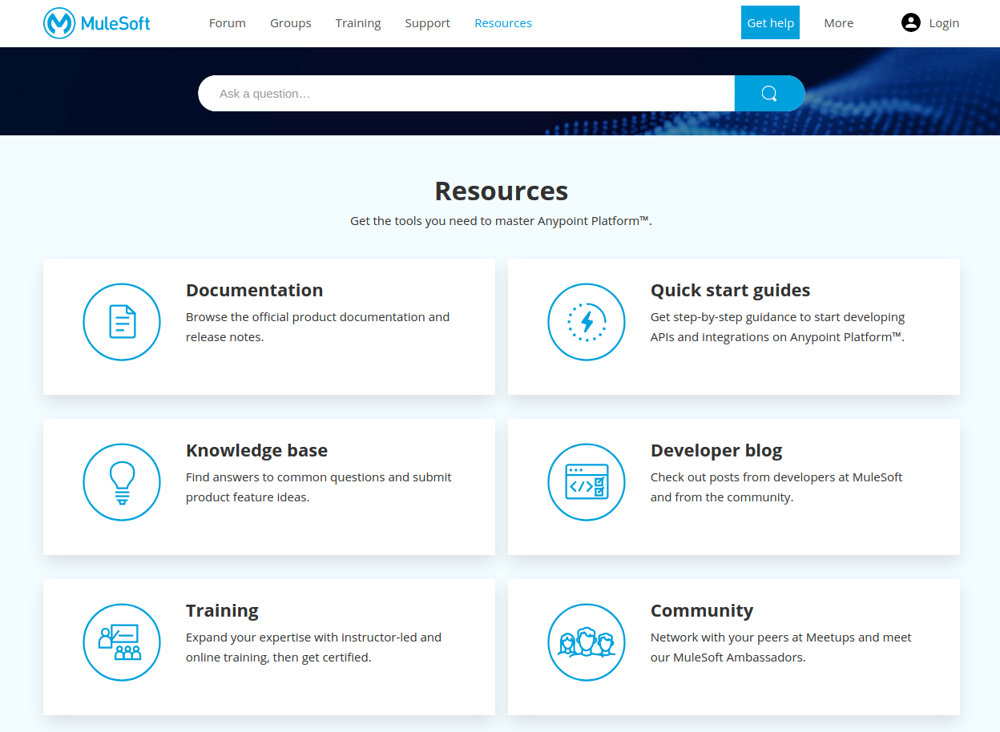 MuleSoft
Forum Groups Training Support Resources Get help More Login
Ask a question…
Resources
Get the tools you need to master Anypoint Platform™.
Documentation
Browse the official product documentation and
release notes.
Quick start guides
Get step-by-step guidance to start developing
APIs and integrations on Anypoint Platform™.
Knowledge base
Find answers to common questions and submit
product feature ideas.
Developer blog
Check out posts from developers at MuleSoft
and from the community.
Training
Expand your expertise with instructor-led and
online training, then get certified.
Community
Network with your peers at Meetups and meet
our MuleSoft Ambassadors.